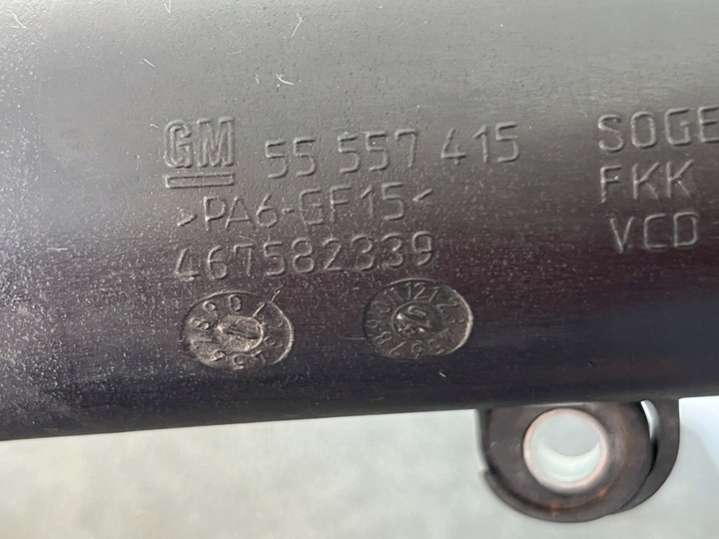 GM 55 557 415
>PA6-GF15<
467582339
SOGE
FKK
VCD